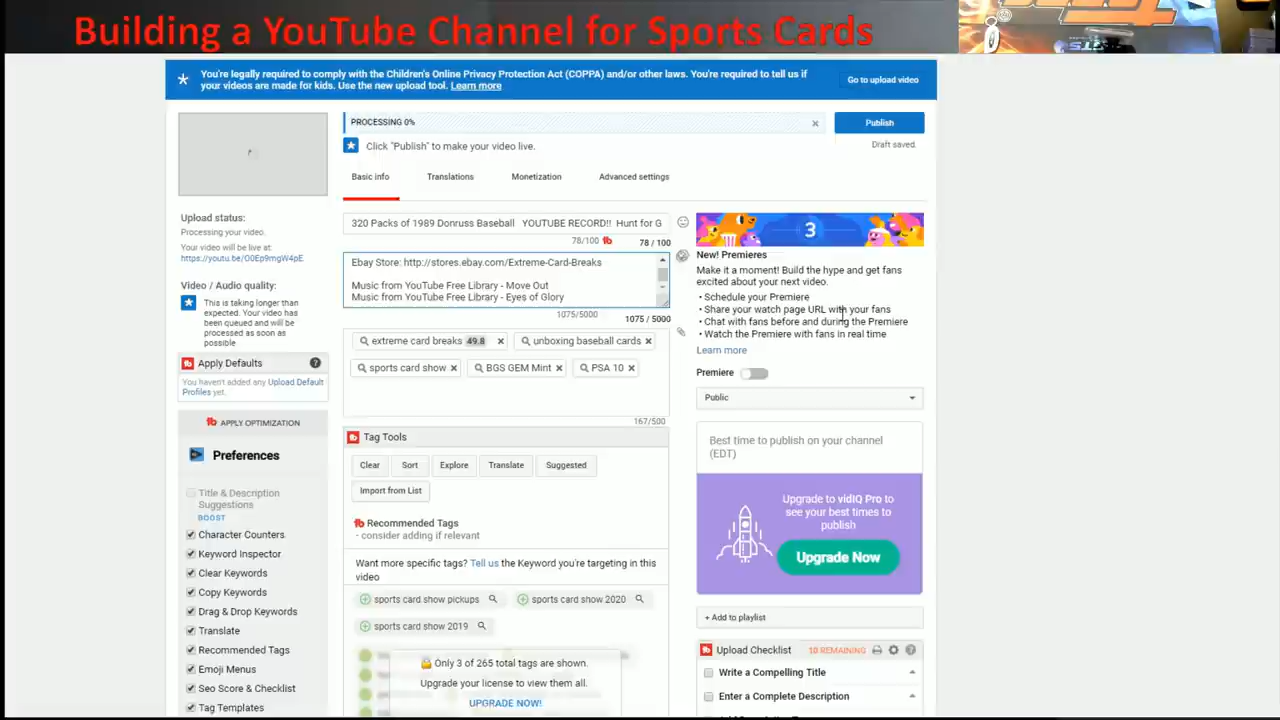 Building a YouTube Channel for Sports Cards
You're legally required to comply with the Children's Online Privacy Protection Act (COPPA) and/or other laws. You're required to tell us if
your videos are made for kids. Use the new upload tool. Learn more
Go to upload video
PROCESSING 0%
Publish
Click "Publish" to make your video live.
Draft saved.
Basic info
Translations
Monetization
Advanced settings
Upload status:
Processing your video.
Your video will be live at:
https://youtu.be/O0Ep9mgW4pE
Video / Audio quality:
This is taking longer than
expected. Your video has
been queued and will be
processed as soon as
possible
Apply Defaults
You haven't added any Upload Default
Profiles yet.
APPLY OPTIMIZATION
Preferences
Title & Description
Suggestions
BOOST
Character Counters
Keyword Inspector
Clear Keywords
Copy Keywords
Drag & Drop Keywords
Translate
Recommended Tags
Emoji Menus
Seo Score & Checklist
Tag Templates
320 Packs of 1989 Donruss Baseball YOUTUBE RECORD!! Hunt for G
78/100 78 / 100
Ebay Store: http://stores.ebay.com/Extreme-Card-Breaks
Music from YouTube Free Library - Move Out
Music from YouTube Free Library - Eyes of Glory
1075/5000 1075 / 5000
extreme card breaks 49.8
unboxing baseball cards
sports card show
BGS GEM Mint
PSA 10
167/500
Tag Tools
Clear
Sort
Explore
Translate
Suggested
Import from List
Recommended Tags
- consider adding if relevant
Want more specific tags? Tell us the Keyword you're targeting in this
video
sports card show pickups
sports card show 2020
sports card show 2019
Only 3 of 265 total tags are shown.
Upgrade your license to view them all.
UPGRADE NOW!
3
New! Premieres
Make it a moment! Build the hype and get fans
excited about your next video.
• Schedule your Premiere
• Share your watch page URL with your fans
• Chat with fans before and during the Premiere
• Watch the Premiere with fans in real time
Learn more
Premiere
Public
Best time to publish on your channel
(EDT)
Upgrade to vidIQ Pro to
see your best times to
publish
Upgrade Now
+ Add to playlist
Upload Checklist
10 REMAINING
Write a Compelling Title
Enter a Complete Description